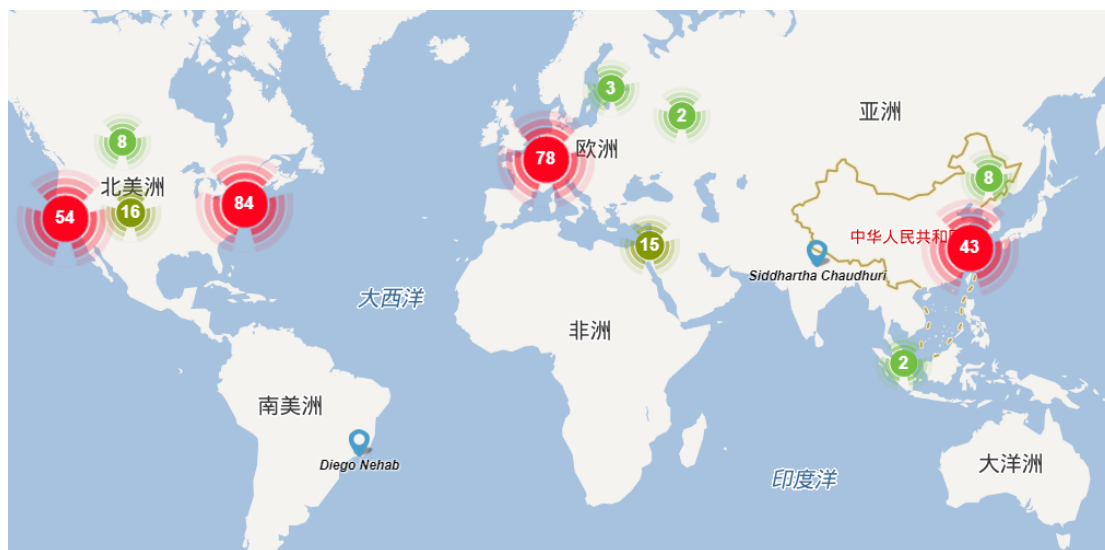 3
2
亚洲
8
78
欧洲
8
北美洲
54
16
84
15
中华人民共和
43
Siddhartha Chaudhuri
大西洋
非洲
2
南美洲
Diego Nehab
印度洋
大洋洲